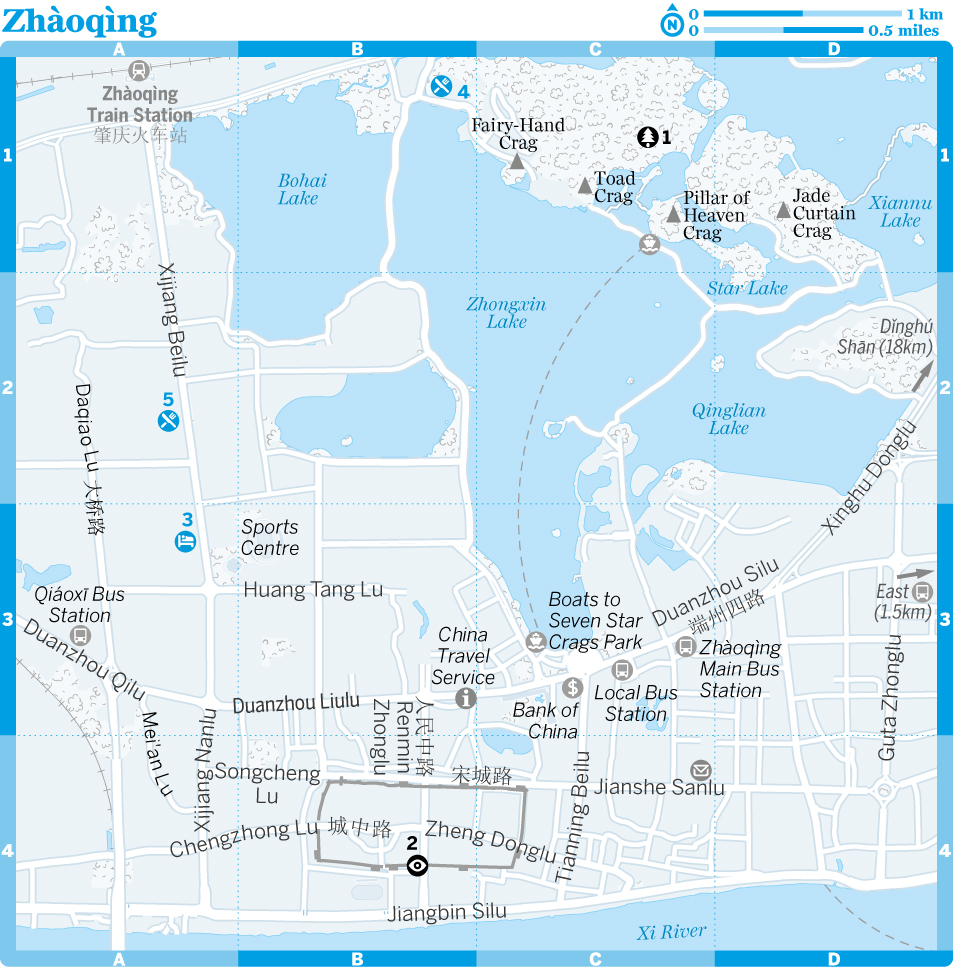 Zhàoqìng
N
0 1 km
0 0.5 miles
A B C D
1
2
3
4
1
2
3
4
Zhàoqìng
Train Station
肇庆火车站
4
Fairy-Hand
Crag
1
Bohai
Lake
Toad
Crag
Pillar of
Heaven
Crag
Jade
Curtain
Crag
Xiannu
Lake
Xijiang Beilu
Zhongxin
Lake
Star Lake
Dǐnghú
Shān (18km)
Daqiao Lu 大桥路
5
Qinglian
Lake
Xinghu Donglu
3
Sports
Centre
Qiáoxī Bus
Station
Huang Tang Lu
Boats to
Seven Star
Crags Park
Duanzhou Silu
端州四路
East
(1.5km)
Duanzhou Qilu
China
Travel
Service
Zhàoqìng
Main Bus
Station
Local Bus
Station
Guta Zhonglu
i
$
Bank of
China
Duanzhou Liulu
Renmin
Zhonglu
人民中路
Mei'an Lu
Xijiang Nanlu
Songcheng
Lu
宋城路
Jianshe Sanlu
Tianning Beilu
Chengzhong Lu 城中路
Zheng Donglu
2
Jiangbin Silu
Xi River
A B C D